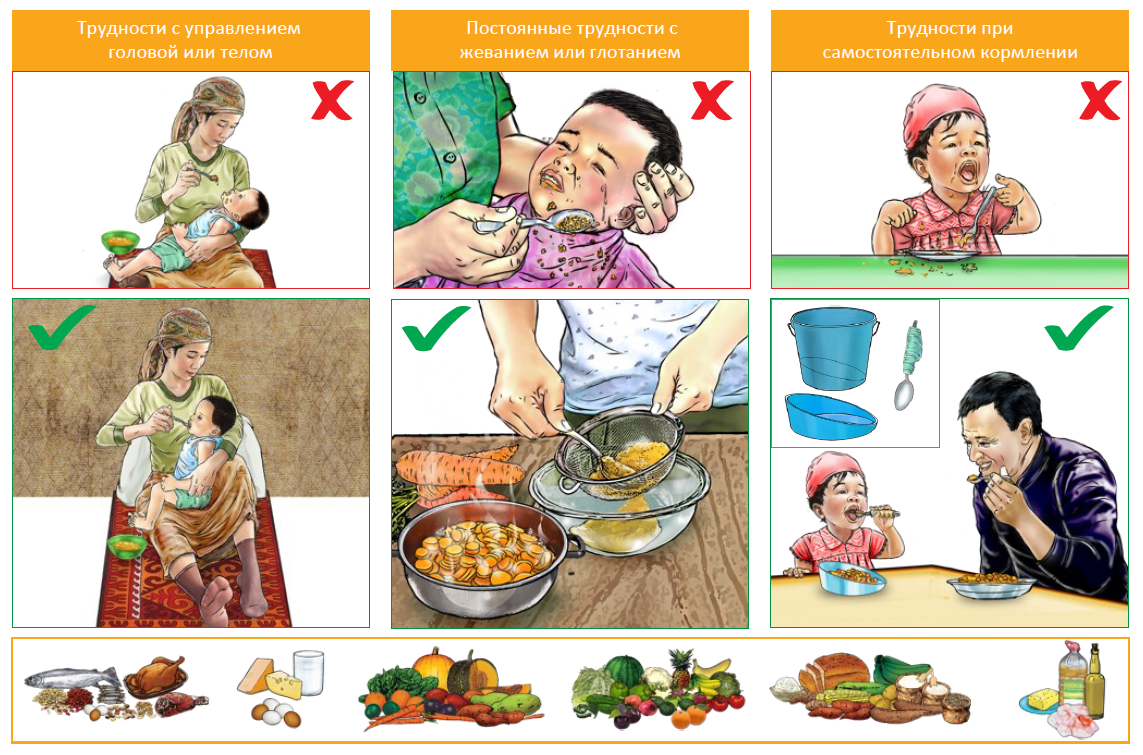 Трудности с управлением
головой или телом
Постоянные трудности с
жеванием или глотанием
Трудности при
самостоятельном кормлении